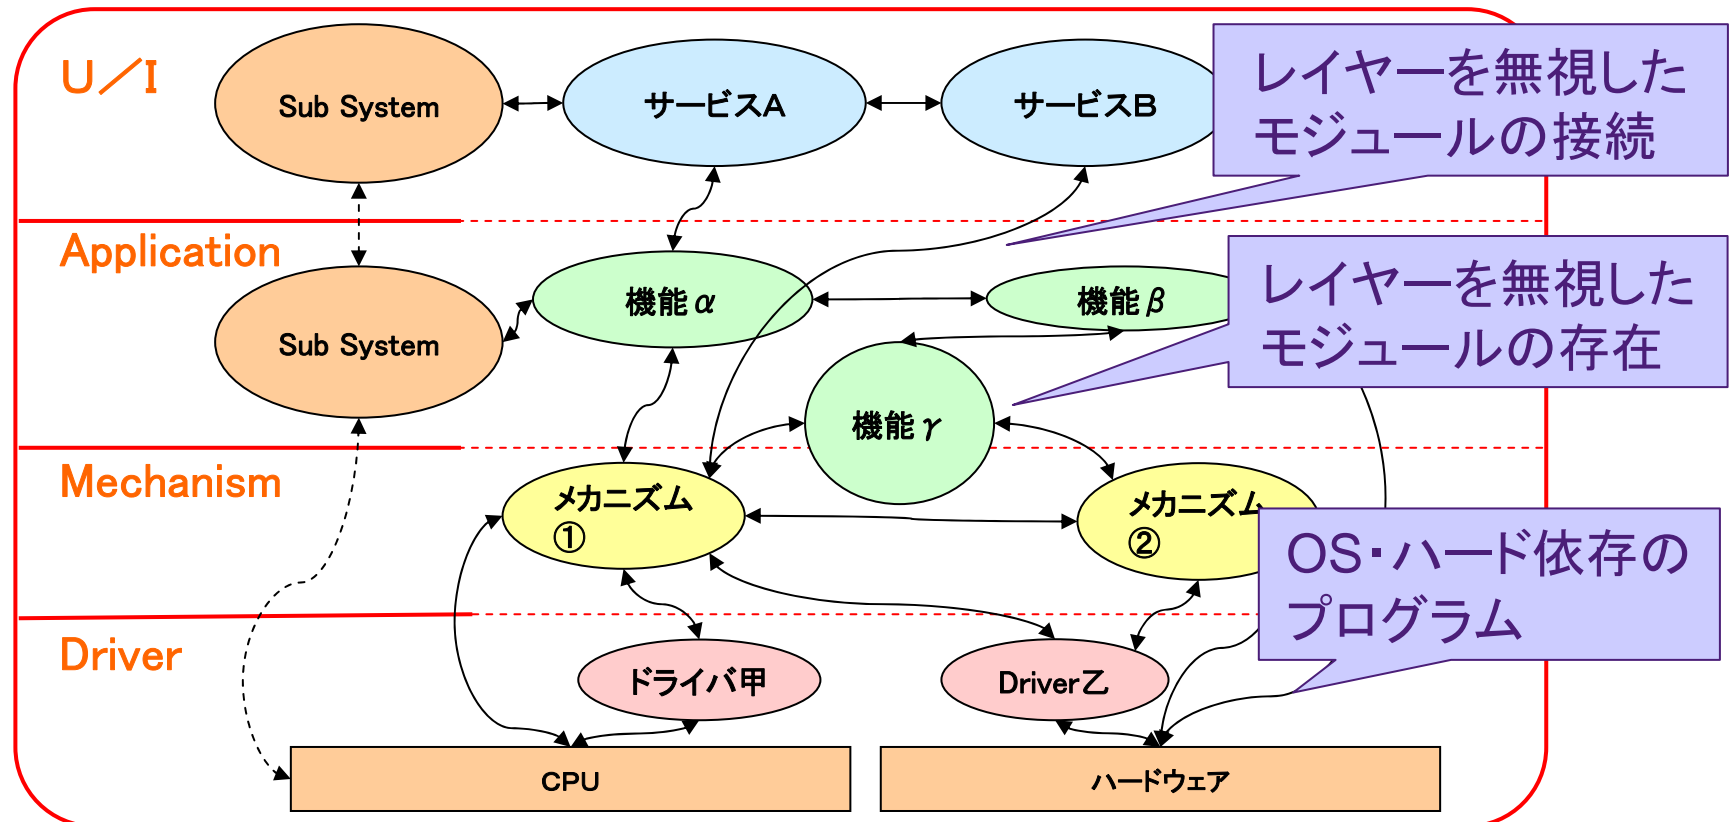 U／I
Sub System
サービスA
サービスB
レイヤーを無視した
モジュールの接続
Application
Sub System
機能α
機能β
レイヤーを無視した
モジュールの存在
機能γ
Mechanism
メカニズム
①
メカニズム
②
OS・ハード依存の
プログラム
Driver
ドライバ甲
Driver乙
CPU
ハードウェア